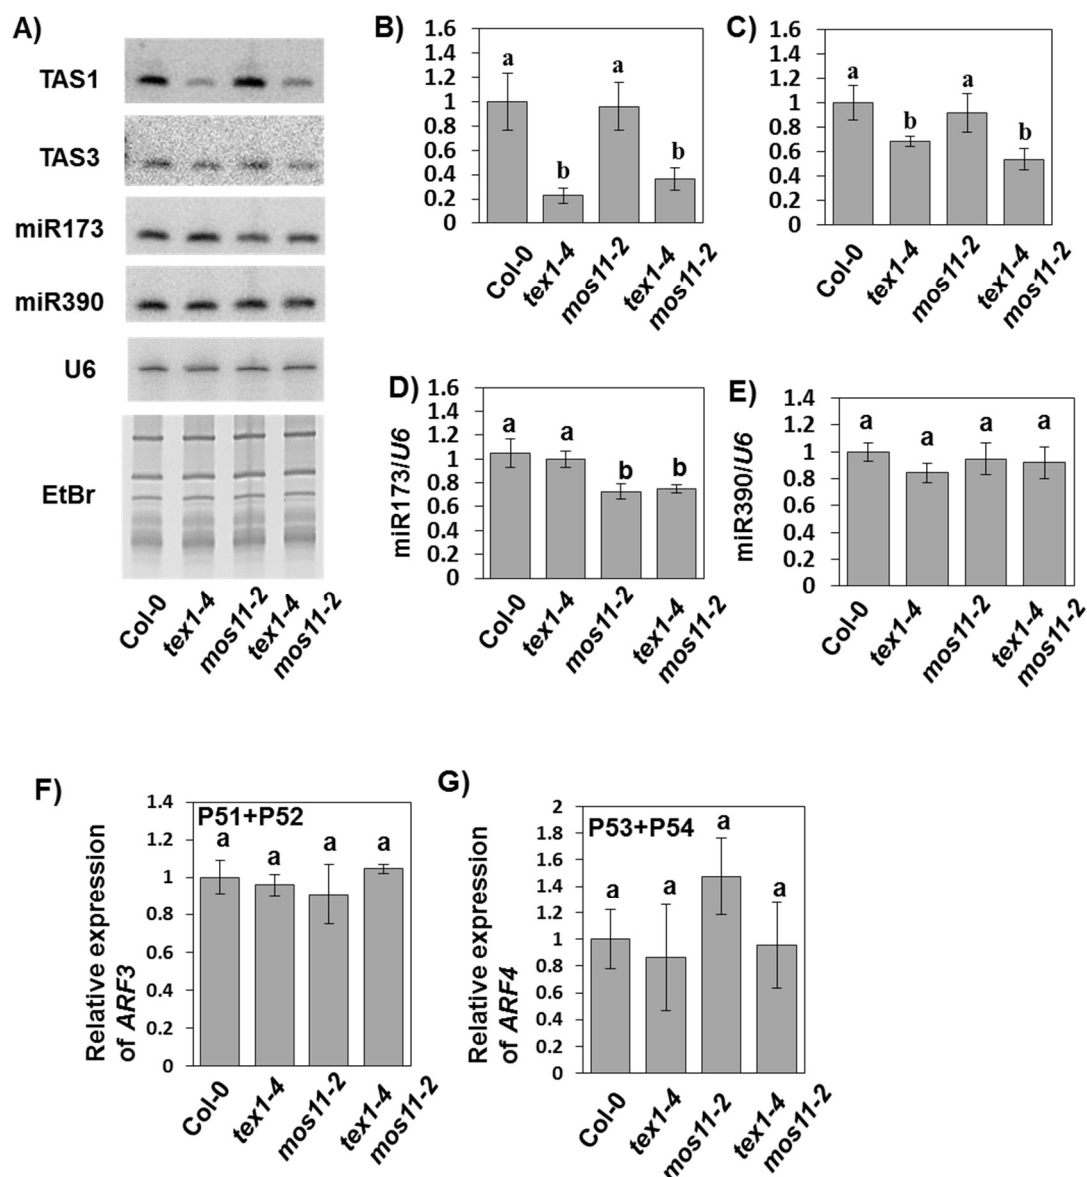 A)
TAS1
TAS3
miR173
miR390
U6
EtBr
Col-0
tex1-4
mos11-2
tex1-4
mos11-2
B)
1.6
1.4
1.2
1
0.8
0.6
0.4
0.2
0
a
b
a
b
Col-0
tex1-4
mos11-2
tex1-4
mos11-2
C)
1.6
1.4
1.2
1
0.8
0.6
0.4
0.2
0
a
b
a
b
Col-0
tex1-4
mos11-2
tex1-4
mos11-2
D)
miR173/U6
1.6
1.4
1.2
1
0.8
0.6
0.4
0.2
0
a
a
b
b
Col-0
tex1-4
mos11-2
tex1-4
mos11-2
E)
miR390/U6
1.4
1.2
1
0.8
0.6
0.4
0.2
0
a
a
a
a
Col-0
tex1-4
mos11-2
tex1-4
mos11-2
F)
Relative expression
of ARF3
1.4
1.2
1
0.8
0.6
0.4
0.2
0
P51+P52
a
a
a
a
Col-0
tex1-4
mos11-2
tex1-4
mos11-2
G)
Relative expression
of ARF4
2
1.8
1.6
1.4
1.2
1
0.8
0.6
0.4
0.2
0
P53+P54
a
a
a
a
Col-0
tex1-4
mos11-2
tex1-4
mos11-2